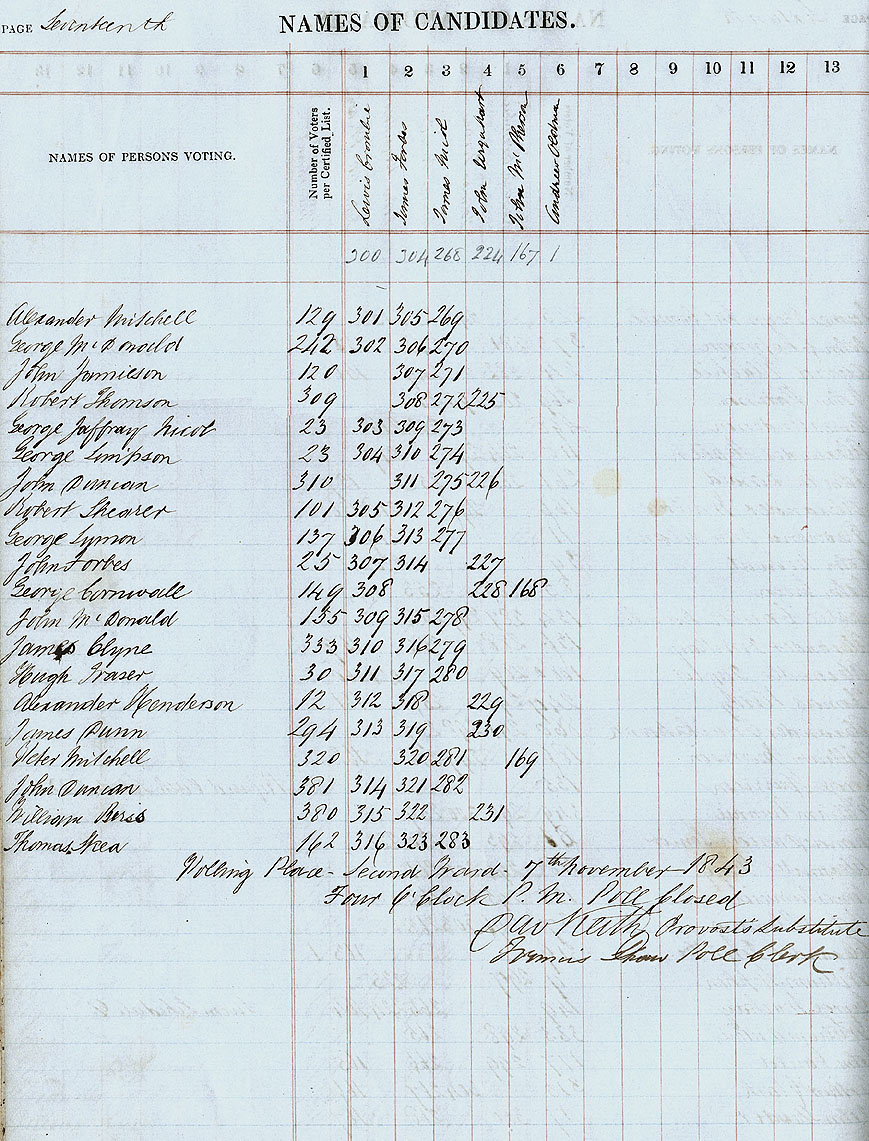 PAGE Seventeenth NAMES OF CANDIDATES.
1 2 3 4 5 6 7 8 9 10 11 12 13
NAMES OF PERSONS VOTING. Number of Voters per Certified List. Lewis Crombie James Forbes James Nicol John Urquhart John McPherson Andrew
300 304 268 224 167 1
Alexander Mitchell 129 301 305 269
George McDonald 242 302 306 270
John Jamieson 120 307 271
Robert Thomson 309 308 272 225
George Jaffray Nicol 23 303 309 273
George Simpson 23 304 310 274
John Duncan 310 311 275 226
Robert Shearer 101 305 312 276
George Symon 137 306 313 277
John Forbes 25 307 314 227
George Cornwall 149 308 228 168
John McDonald 155 309 315 278
James Clyne 333 310 316 279
Hugh Fraser 30 311 317 280
Alexander Henderson 12 312 318 229
James Dunn 294 313 319 230
Peter Mitchell 320 320 281 169
John Duncan 381 314 321 282
William 380 315 322 231
Thomas Skea 162 316 323 283
Polling Place - Second Ward - 7th November 1843
Four O'Clock P. M. Poll Closed
Keith Provost's Substitute
Francis Shaw Poll Clerk